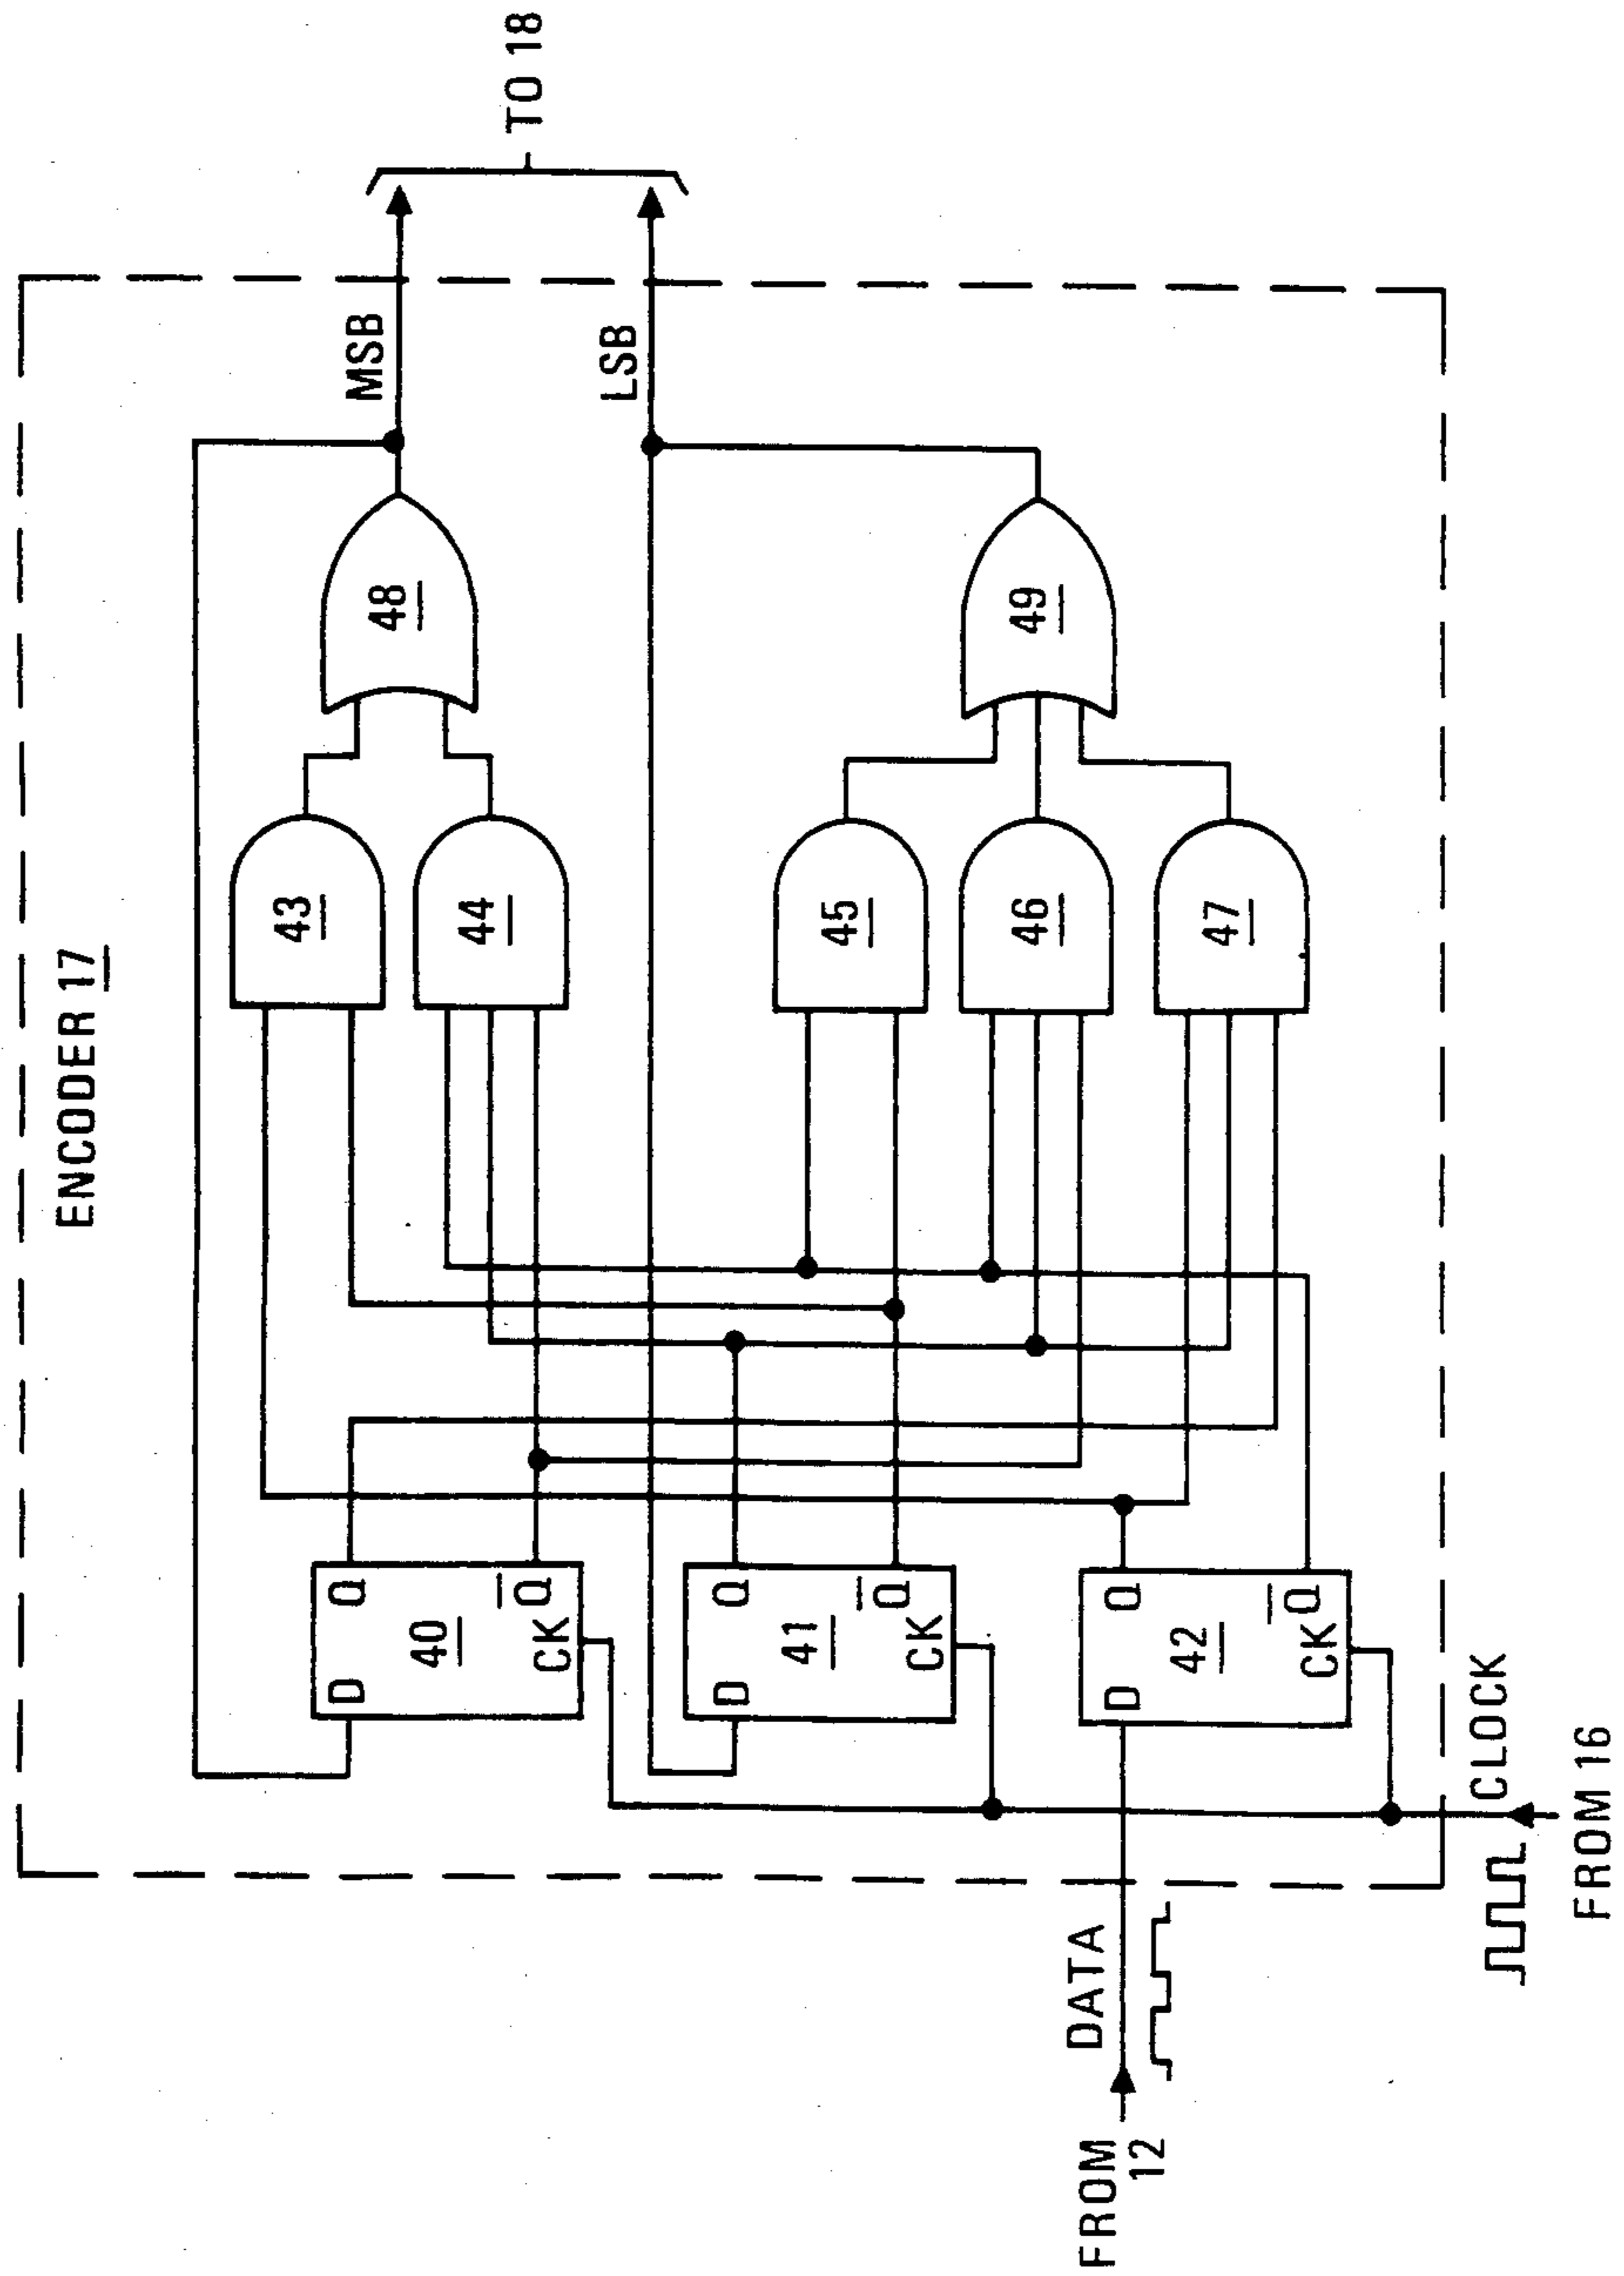 ENCODER 17
MSB
LSB
TO 18
43
44
45
46
47
48
49
D Q
40
Q
CK
D Q
41
Q
CK
D Q
42
Q
CK
FROM
12
DATA
CLOCK
FROM 16